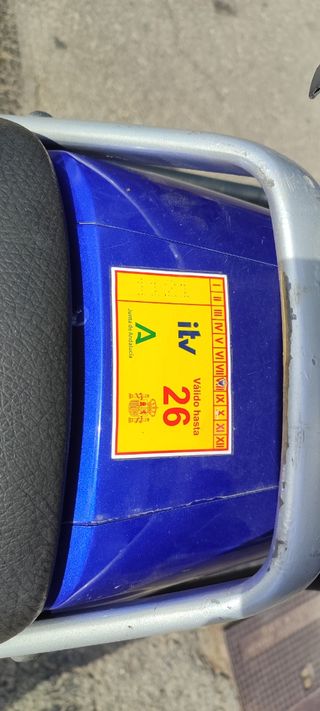 I II III IV V VI VII VIII IX X XI XII
itv
Válido hasta
26
A
Junta de Andalucía